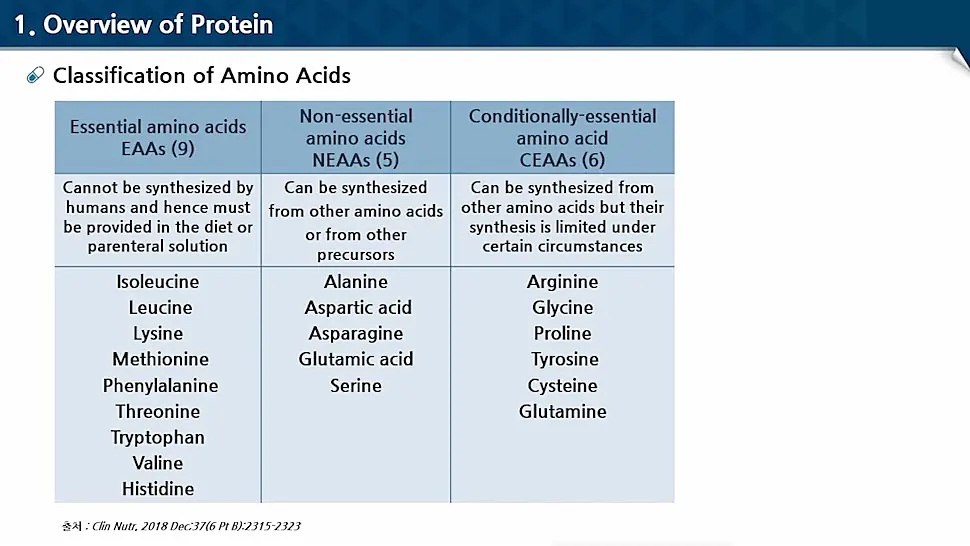 1. Overview of Protein
Classification of Amino Acids
Essential amino acids
EAAs (9)
Non-essential
amino acids
NEAAs (5)
Conditionally-essential
amino acid
CEAAs (6)
Cannot be synthesized by
humans and hence must
be provided in the diet or
parenteral solution
Can be synthesized
from other amino acids
or from other
precursors
Can be synthesized from
other amino acids but their
synthesis is limited under
certain circumstances
Isoleucine
Leucine
Lysine
Methionine
Phenylalanine
Threonine
Tryptophan
Valine
Histidine
Alanine
Aspartic acid
Asparagine
Glutamic acid
Serine
Arginine
Glycine
Proline
Tyrosine
Cysteine
Glutamine
출처 : Clin Nutr. 2018 Dec;37(6 Pt B):2315-2323